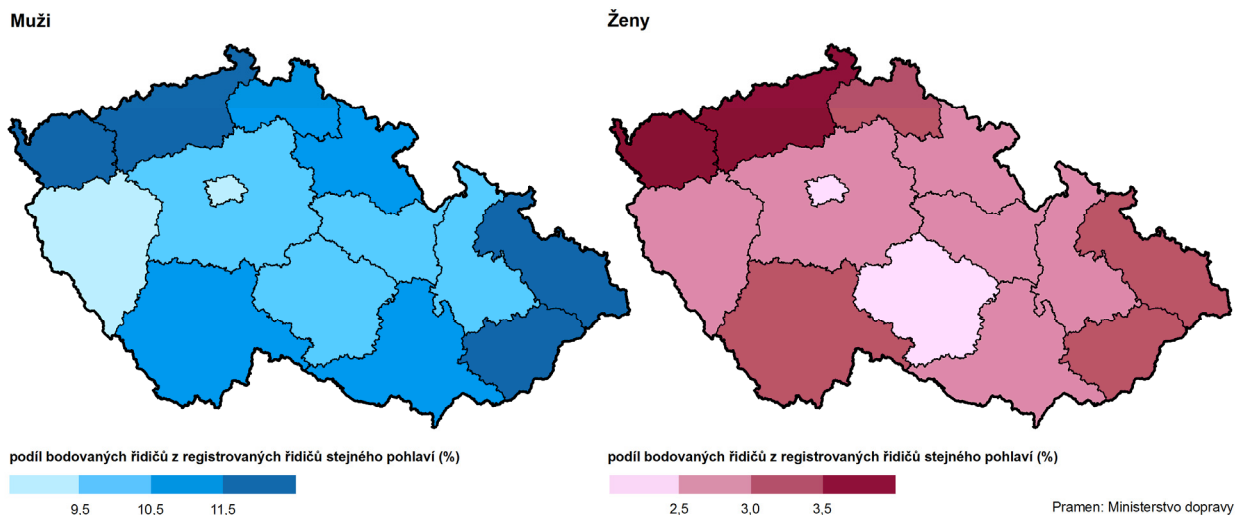 Muži
Ženy
podíl bodovaných řidičů z registrovaných řidičů stejného pohlaví (%)
9.5 10.5 11.5
podíl bodovaných řidičů z registrovaných řidičů stejného pohlaví (%)
2,5 3,0 3,5
Pramen: Ministerstvo dopravy